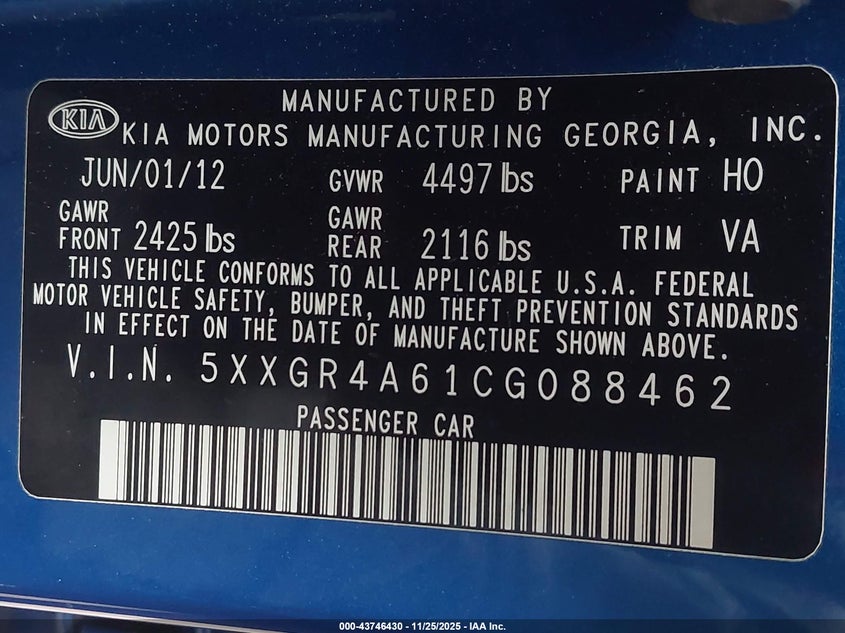 MANUFACTURED BY
KIA KIA MOTORS MANUFACTURING GEORGIA, INC.
JUN/01/12 GVWR 4497 lbs PAINT HO
GAWR FRONT 2425 lbs GAWR REAR 2116 lbs TRIM VA
THIS VEHICLE CONFORMS TO ALL APPLICABLE U.S.A. FEDERAL
MOTOR VEHICLE SAFETY, BUMPER, AND THEFT PREVENTION STANDARDS
IN EFFECT ON THE DATE OF MANUFACTURE SHOWN ABOVE.
V.I.N. 5XXGR4A61CG088462
PASSENGER CAR
000-43746430 - 11/25/2025 - IAA Inc.